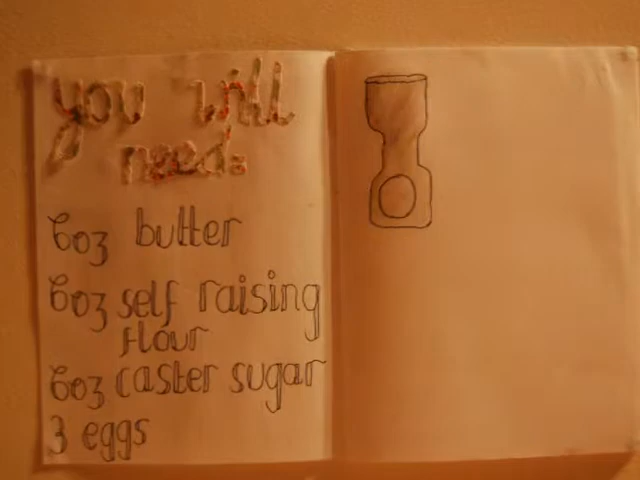 you will
need:
6oz butter
6oz self raising
flour
6oz caster sugar
3 eggs